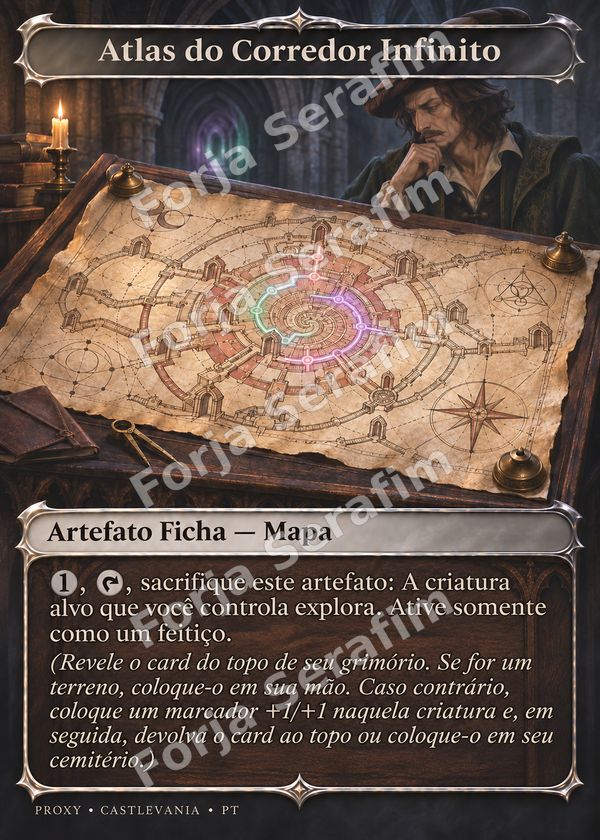 Atlas do Corredor Infinito
Forja Serafim
Forja Serafim
Forja Serafim
Forja Serafim
Artefato Ficha — Mapa
1, , sacrifique este artefato: A criatura
alvo que você controla explora. Ative somente
como um feitiço.
(Revele o card do topo de seu grimório. Se for um
terreno, coloque-o em sua mão. Caso contrário,
coloque um marcador +1/+1 naquela criatura e, em
seguida, devolva o card ao topo ou coloque-o em seu
cemitério.)
Forja Serafim
Forja Serafim
PROXY • CASTLEVANIA • PT